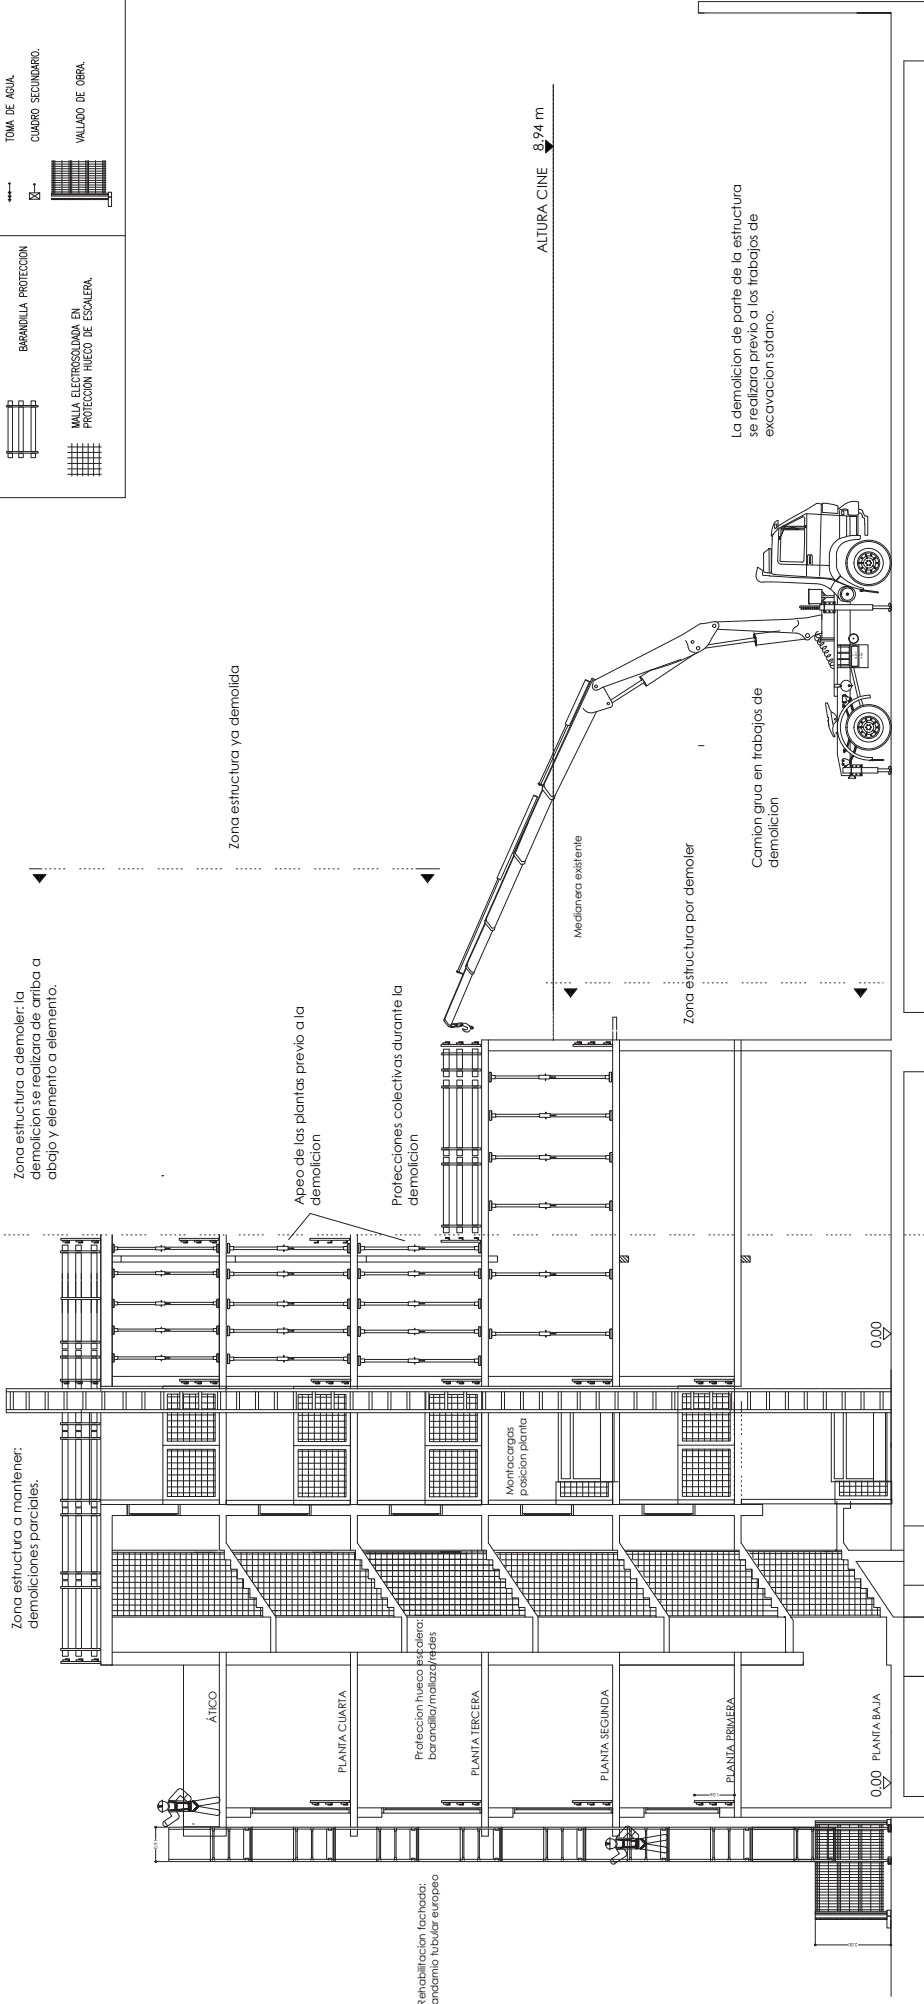 TOMA DE AGUA.
CUADRO SECUNDARIO.
VALLADO DE OBRA.
BARANDILLA PROTECCION
MALLA ELECTROSOLDADA EN
PROTECCION HUECO DE ESCALERA.
Zona estructura a mantener:
demoliciones parciales.
Zona estructura a demoler: la
demolicion se realizara de arriba a
abajo y elemento a elemento.
Zona estructura ya demolida
Apeo de las plantas previo a la
demolicion
Protecciones colectivas durante la
demolicion
ALTURA CINE 8.94 m
Medianera existente
Zona estructura por demoler
Camion grua en trabajos de
demolicion
La demolicion de parte de la estructura
se realizara previo a los trabajos de
excavacion sotano.
Rehabilitacion fachada:
andamio tubular europeo
Proteccion hueco escalera:
barandilla/mallazo/redes
Montacargas
posicion planta
ÁTICO
PLANTA CUARTA
PLANTA TERCERA
PLANTA SEGUNDA
PLANTA PRIMERA
0.00 PLANTA BAJA
0.00
2.00